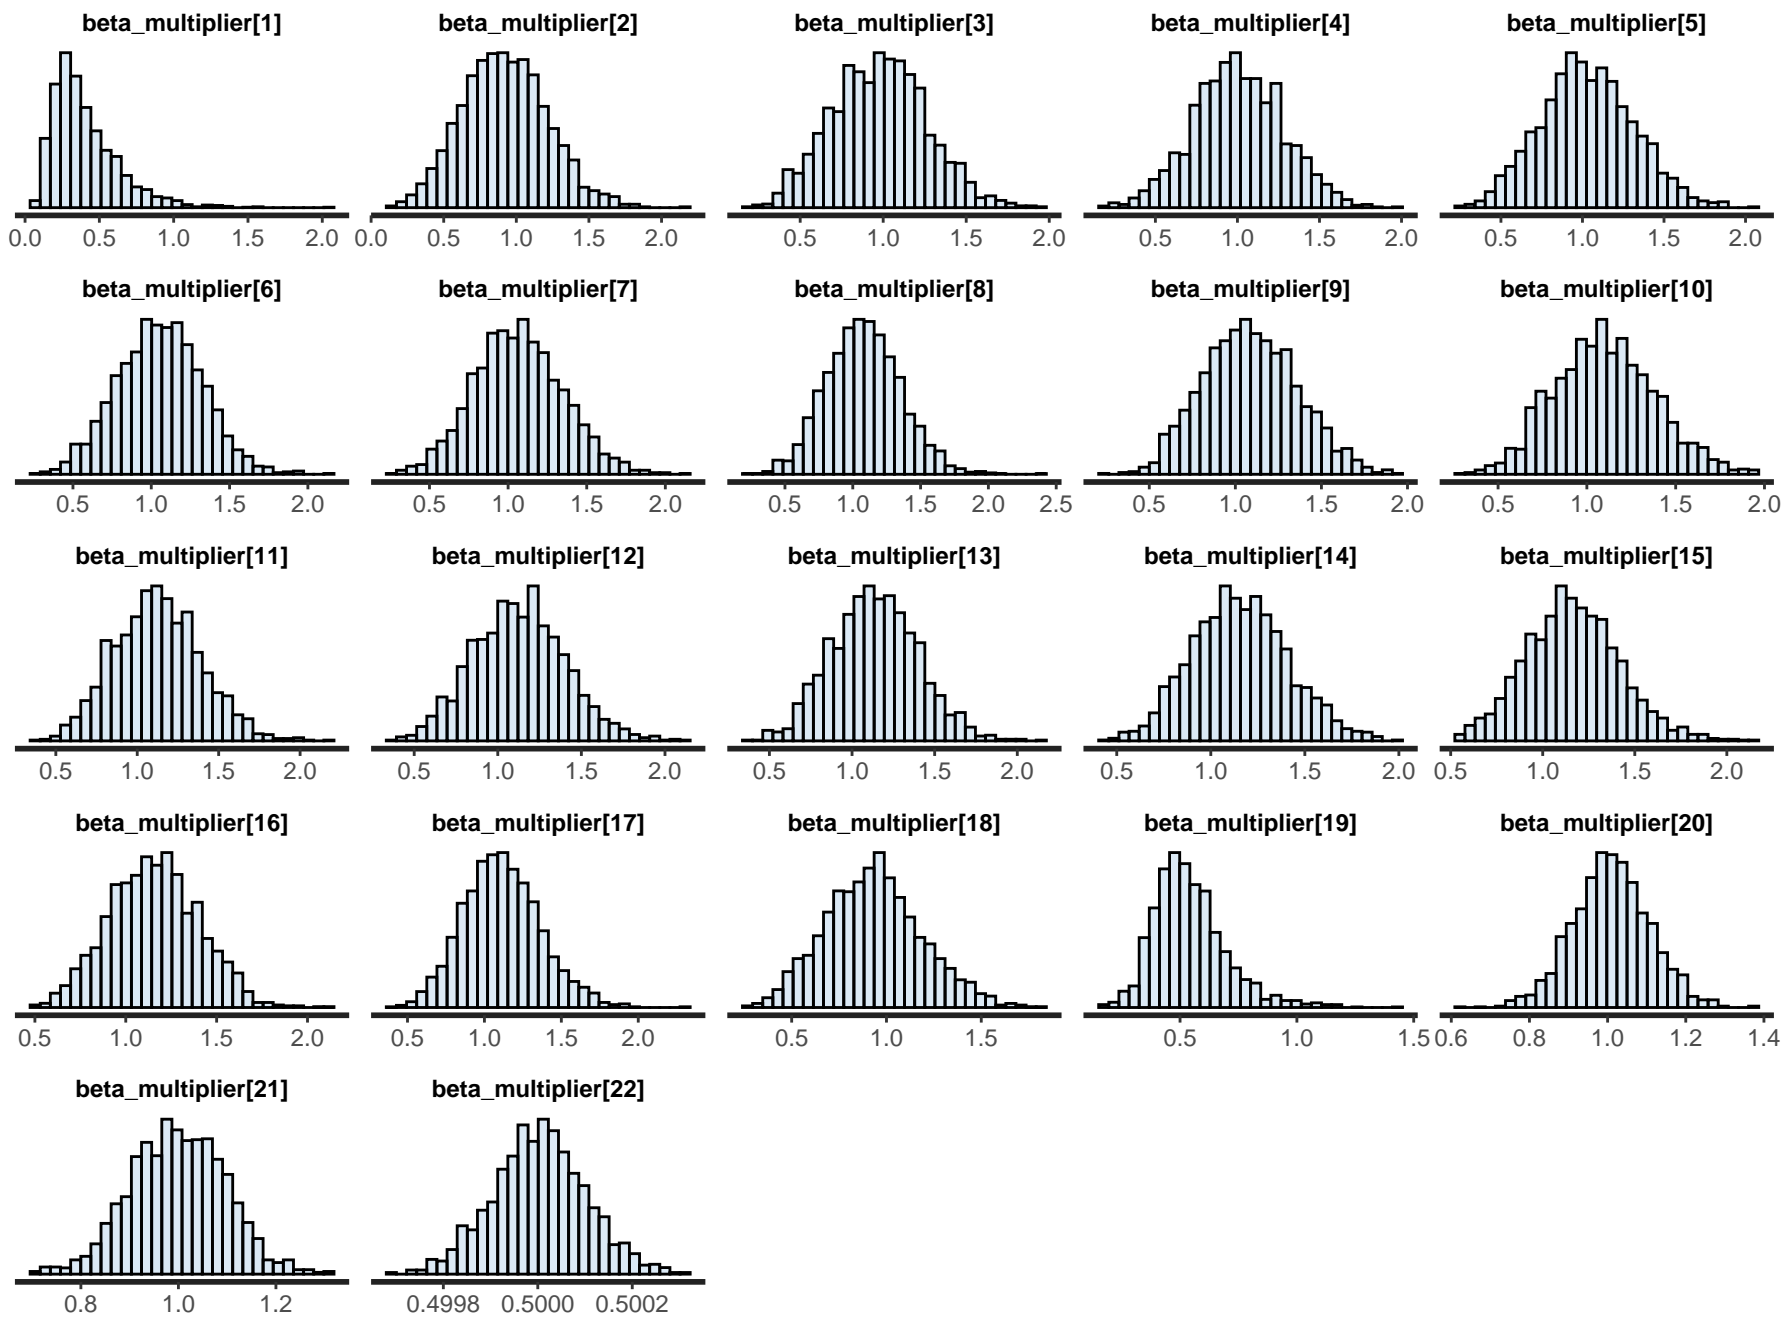 beta_multiplier[1] beta_multiplier[2] beta_multiplier[3] beta_multiplier[4] beta_multiplier[5]
0.0 0.5 1.0 1.5 2.0 0.0 0.5 1.0 1.5 2.0 0.5 1.0 1.5 2.0 0.5 1.0 1.5 2.0 0.5 1.0 1.5 2.0
beta_multiplier[6] beta_multiplier[7] beta_multiplier[8] beta_multiplier[9] beta_multiplier[10]
0.5 1.0 1.5 2.0 0.5 1.0 1.5 2.0 0.5 1.0 1.5 2.0 2.5 0.5 1.0 1.5 2.0 0.5 1.0 1.5 2.0
beta_multiplier[11] beta_multiplier[12] beta_multiplier[13] beta_multiplier[14] beta_multiplier[15]
0.5 1.0 1.5 2.0 0.5 1.0 1.5 2.0 0.5 1.0 1.5 2.0 0.5 1.0 1.5 2.0 0.5 1.0 1.5 2.0
beta_multiplier[16] beta_multiplier[17] beta_multiplier[18] beta_multiplier[19] beta_multiplier[20]
0.5 1.0 1.5 2.0 0.5 1.0 1.5 2.0 0.5 1.0 1.5 0.5 1.0 1.5 0.6 0.8 1.0 1.2 1.4
beta_multiplier[21] beta_multiplier[22]
0.8 1.0 1.2 0.4998 0.5000 0.5002